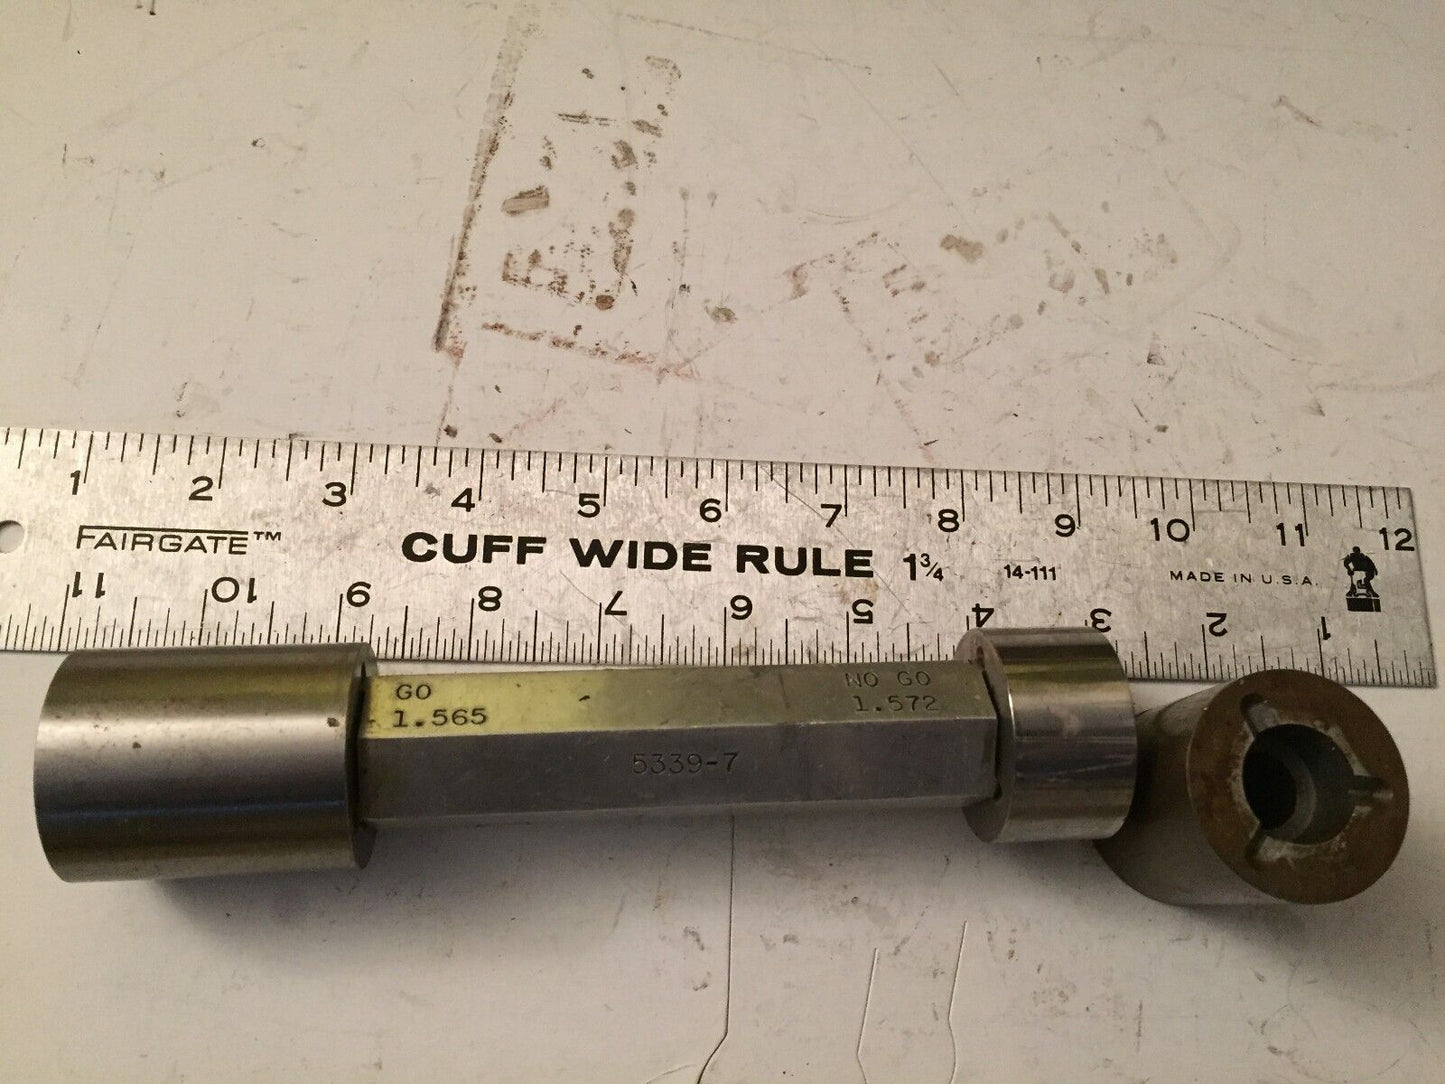 1 2 3 4 5 6 7 8 9 10 11 12
FAIRGATE™ CUFF WIDE RULE 1 3/4 14-111 MADE IN U.S.A.
11 10 9 8 7 6 5 4 3 2 1
GO
1.565
NO GO
1.572
5339-7